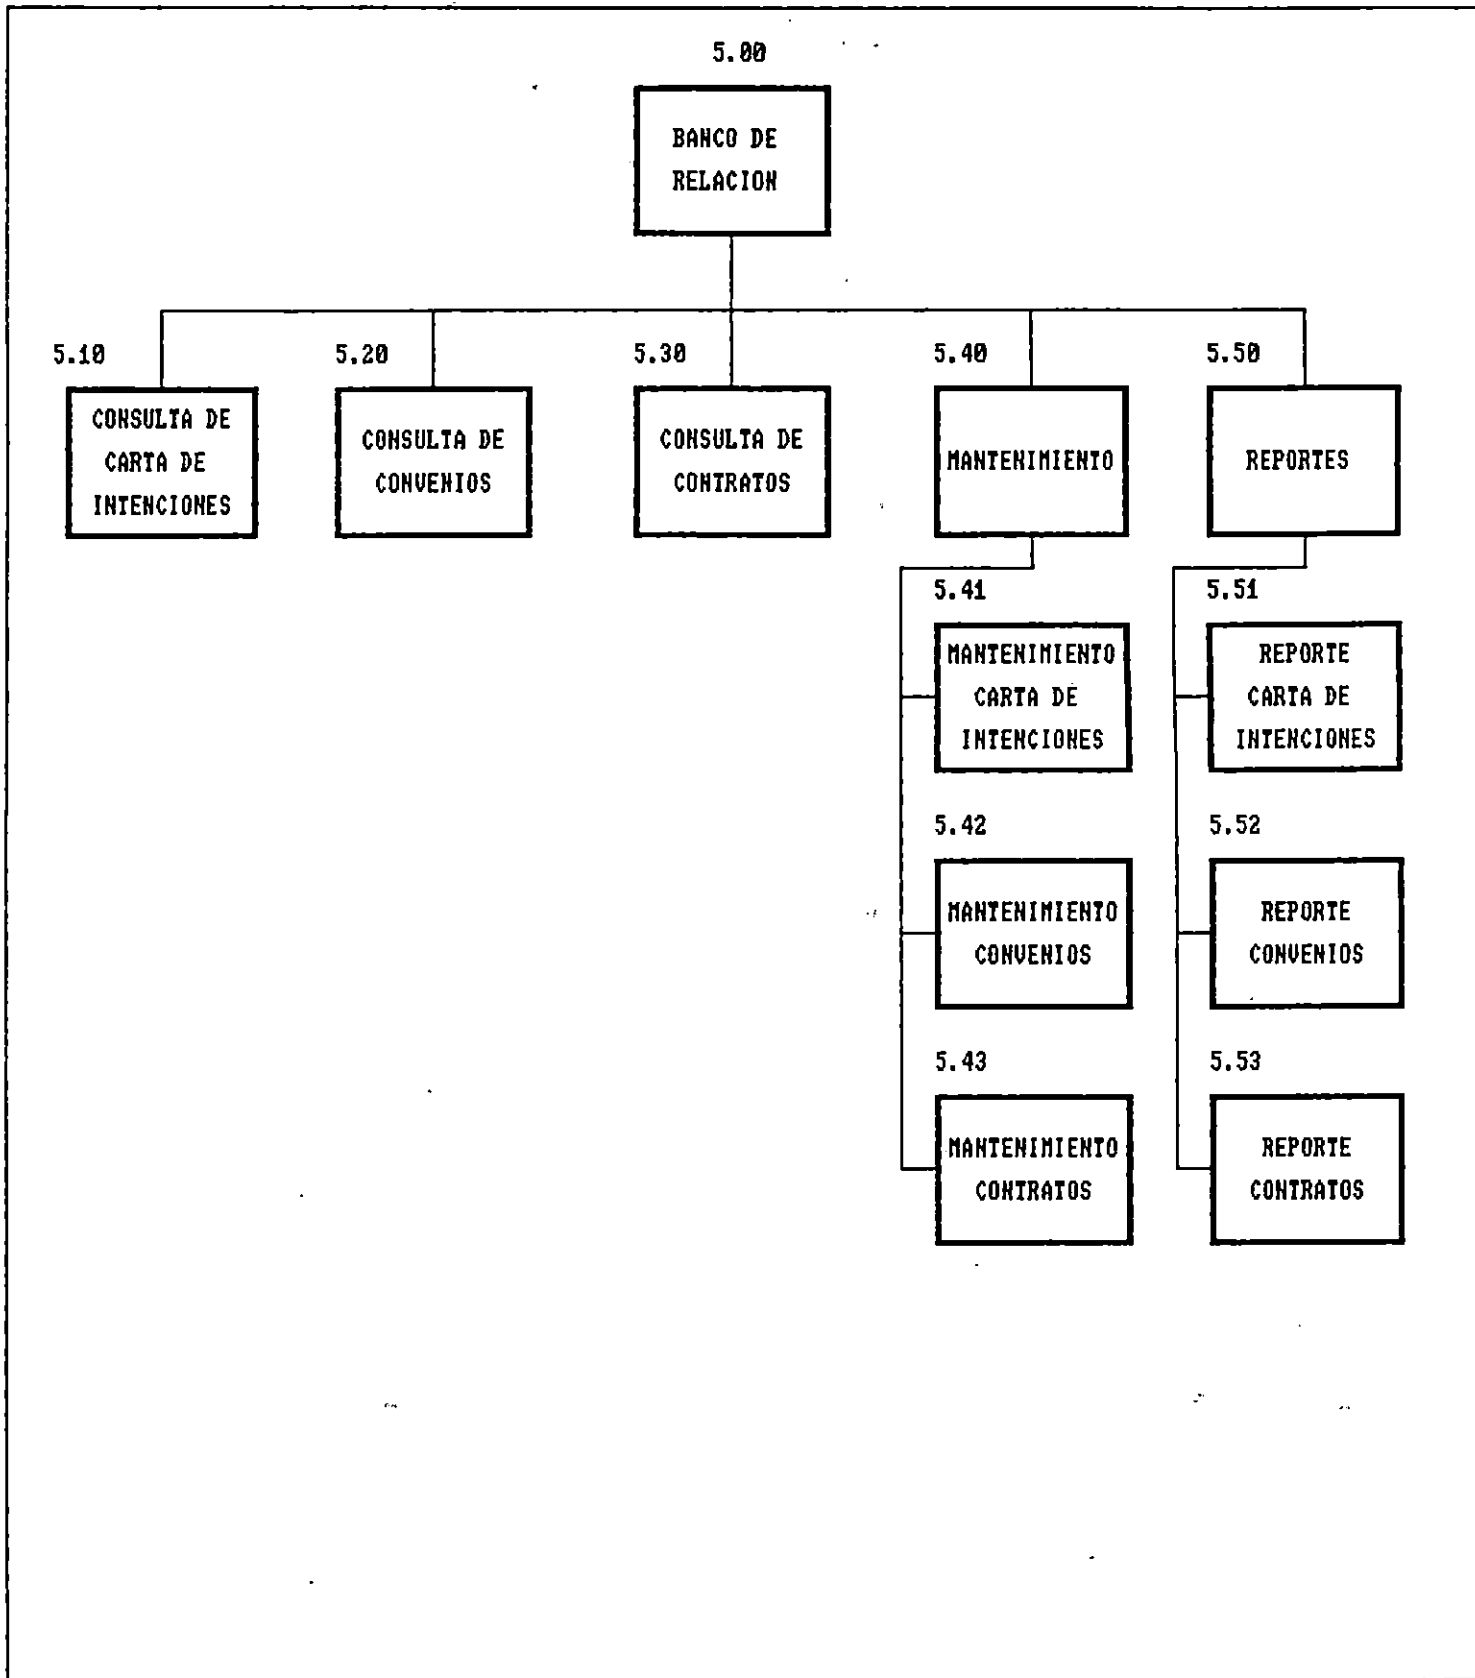 5.00
BANCO DE
RELACION
5.10
CONSULTA DE
CARTA DE
INTENCIONES
5.20
CONSULTA DE
CONVENIOS
5.30
CONSULTA DE
CONTRATOS
5.40
MANTENIMIENTO
5.50
REPORTES
5.41
MANTENIMIENTO
CARTA DE
INTENCIONES
5.42
MANTENIMIENTO
CONVENIOS
5.43
MANTENIMIENTO
CONTRATOS
5.51
REPORTE
CARTA DE
INTENCIONES
5.52
REPORTE
CONVENIOS
5.53
REPORTE
CONTRATOS